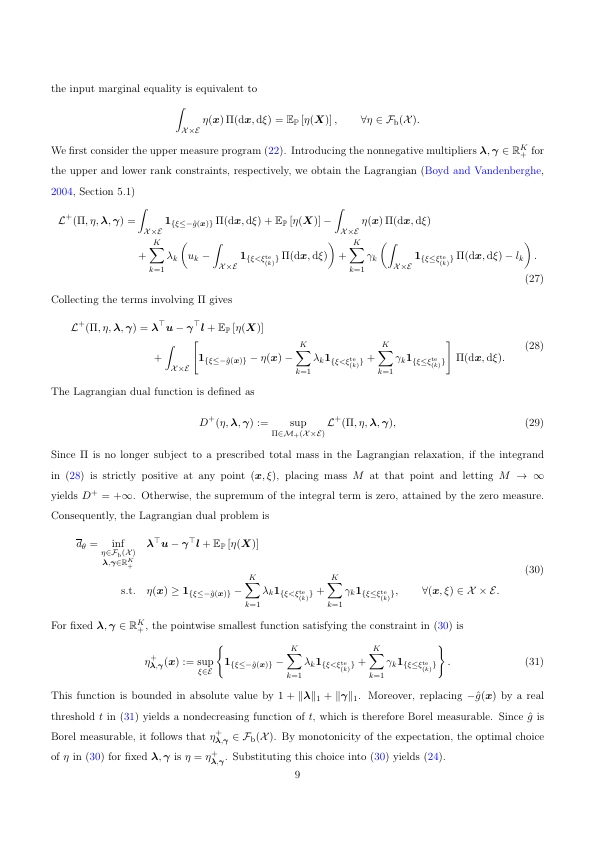 the input marginal equality is equivalent to
∫_{𝒳×ℰ} η(𝒙) Π(d𝒙, dξ) = 𝔼_ℙ [η(𝑿)] ,   ∀η ∈ ℱ_b(𝒳).
We first consider the upper measure program (22). Introducing the nonnegative multipliers 𝝀, 𝜸 ∈ ℝ^K_+ for
the upper and lower rank constraints, respectively, we obtain the Lagrangian (Boyd and Vandenberghe,
2004, Section 5.1)
ℒ^+(Π, η, 𝝀, 𝜸) = ∫_{𝒳×ℰ} 𝟏_{{ξ≤−ĝ(𝒙)}} Π(d𝒙, dξ) + 𝔼_ℙ [η(𝑿)] − ∫_{𝒳×ℰ} η(𝒙) Π(d𝒙, dξ)
+ ∑_{k=1}^{K} λ_k ( u_k − ∫_{𝒳×ℰ} 𝟏_{{ξ<ξ^{te}_{(k)}}} Π(d𝒙, dξ) ) + ∑_{k=1}^{K} γ_k ( ∫_{𝒳×ℰ} 𝟏_{{ξ≤ξ^{te}_{(k)}}} Π(d𝒙, dξ) − l_k ) .
(27)
Collecting the terms involving Π gives
ℒ^+(Π, η, 𝝀, 𝜸) = 𝝀^⊤𝒖 − 𝜸^⊤𝒍 + 𝔼_ℙ [η(𝑿)]
+ ∫_{𝒳×ℰ} [ 𝟏_{{ξ≤−ĝ(𝒙)}} − η(𝒙) − ∑_{k=1}^{K} λ_k 𝟏_{{ξ<ξ^{te}_{(k)}}} + ∑_{k=1}^{K} γ_k 𝟏_{{ξ≤ξ^{te}_{(k)}}} ] Π(d𝒙, dξ). (28)
The Lagrangian dual function is defined as
D^+(η, 𝝀, 𝜸) := sup_{Π∈ℳ_+(𝒳×ℰ)} ℒ^+(Π, η, 𝝀, 𝜸), (29)
Since Π is no longer subject to a prescribed total mass in the Lagrangian relaxation, if the integrand
in (28) is strictly positive at any point (𝒙, ξ), placing mass M at that point and letting M → ∞
yields D^+ = +∞. Otherwise, the supremum of the integral term is zero, attained by the zero measure.
Consequently, the Lagrangian dual problem is
d̅_θ = inf_{η∈ℱ_b(𝒳), 𝝀,𝜸∈ℝ^K_+} 𝝀^⊤𝒖 − 𝜸^⊤𝒍 + 𝔼_ℙ [η(𝑿)]
(30)
s.t. η(𝒙) ≥ 𝟏_{{ξ≤−ĝ(𝒙)}} − ∑_{k=1}^{K} λ_k 𝟏_{{ξ<ξ^{te}_{(k)}}} + ∑_{k=1}^{K} γ_k 𝟏_{{ξ≤ξ^{te}_{(k)}}},   ∀(𝒙, ξ) ∈ 𝒳 × ℰ.
For fixed 𝝀, 𝜸 ∈ ℝ^K_+, the pointwise smallest function satisfying the constraint in (30) is
η^+_{𝝀,𝜸}(𝒙) := sup_{ξ∈ℰ} { 𝟏_{{ξ≤−ĝ(𝒙)}} − ∑_{k=1}^{K} λ_k 𝟏_{{ξ<ξ^{te}_{(k)}}} + ∑_{k=1}^{K} γ_k 𝟏_{{ξ≤ξ^{te}_{(k)}}} } . (31)
This function is bounded in absolute value by 1 + ‖𝝀‖_1 + ‖𝜸‖_1. Moreover, replacing −ĝ(𝒙) by a real
threshold t in (31) yields a nondecreasing function of t, which is therefore Borel measurable. Since ĝ is
Borel measurable, it follows that η^+_{𝝀,𝜸} ∈ ℱ_b(𝒳). By monotonicity of the expectation, the optimal choice
of η in (30) for fixed 𝝀, 𝜸 is η = η^+_{𝝀,𝜸}. Substituting this choice into (30) yields (24).
9